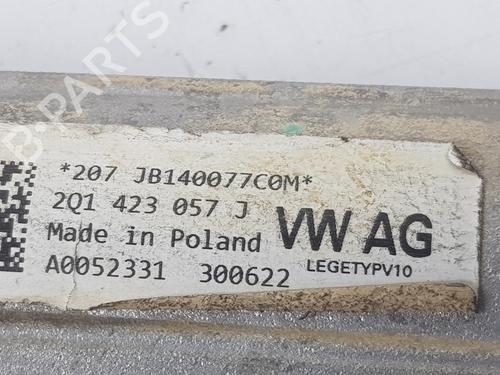 B-PARTS
*207 JB140077C0M*
2Q1 423 057 J
Made in Poland
A0052331 300622
VW AG
LEGETYPV10